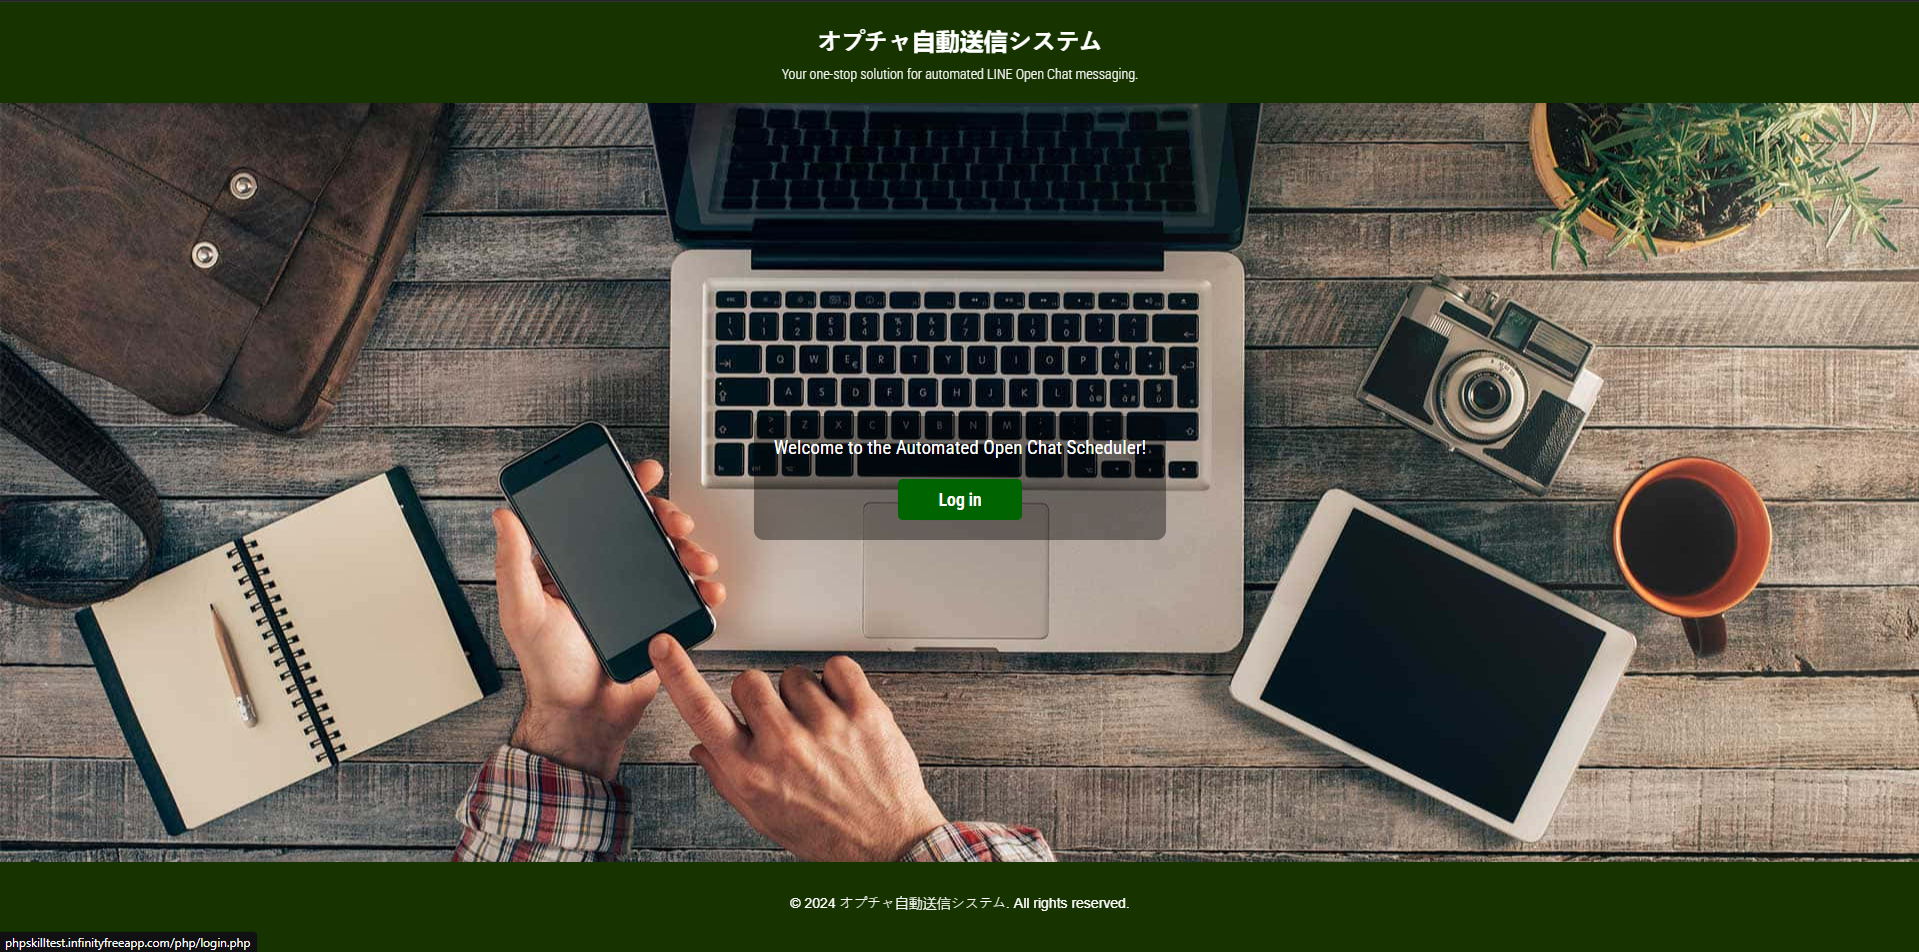 オプチャ自動送信システム
Your one-stop solution for automated LINE Open Chat messaging.
Welcome to the Automated Open Chat Scheduler!
Log in
© 2024 オプチャ自動送信システム. All rights reserved.
phpskilltest.infinityfreeapp.com/php/login.php